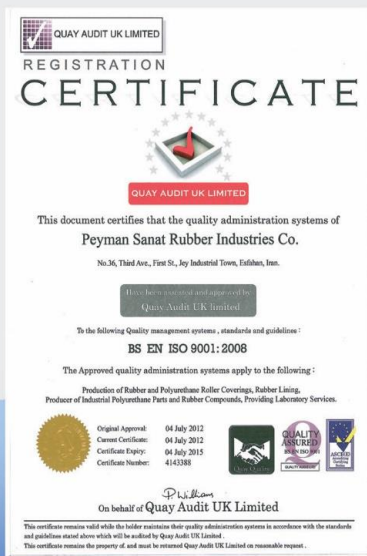 QUAY AUDIT UK LIMITED
REGISTRATION
CERTIFICATE
QUAY AUDIT UK LIMITED
This document certifies that the quality administration systems of
Peyman Sanat Rubber Industries Co.
No.36, Third Ave., First St., Jey Industrial Town, Esfahan, Iran.
Have been assessed and approved by
Quay Audit UK limited
To the following Quality management systems , standards and guidelines :
BS EN ISO 9001: 2008
The Approved quality administration systems apply to the following :
Production of Rubber and Polyurethane Roller Coverings, Rubber Lining,
Producer of Industrial Polyurethane Parts and Rubber Compounds, Providing Laboratory Services.
Original Approval: 04 July 2012
Current Certificate: 04 July 2012
Certificate Expiry: 04 July 2015
Certificate Number: 4143388
QUALITY
ASSURED
BS EN ISO 9001
P. William
On behalf of Quay Audit UK Limited
This certificate remains valid while the holder maintains their quality administration systems in accordance with the standards
and guidelines stated above which will be audited by Quay Audit UK Limited .
This certificate remains the property of. and must be returned Quay Audit UK Limited on reasonable request .